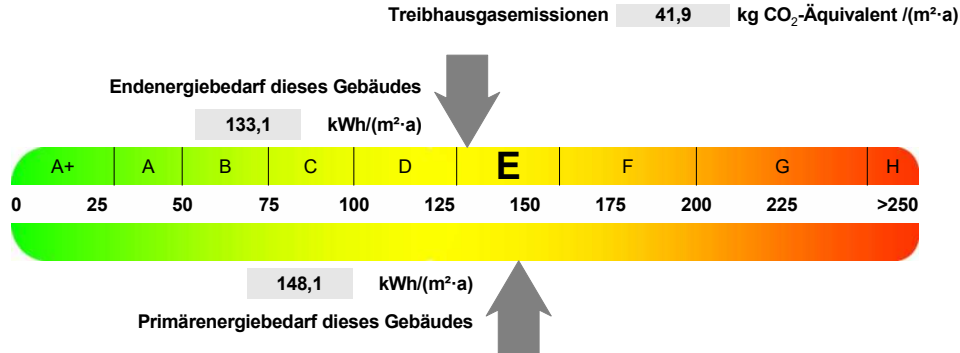 Treibhausgasemissionen 41,9 kg CO₂-Äquivalent /(m²·a)
Endenergiebedarf dieses Gebäudes
133,1 kWh/(m²·a)
A+ A B C D E F G H
0 25 50 75 100 125 150 175 200 225 >250
148,1 kWh/(m²·a)
Primärenergiebedarf dieses Gebäudes